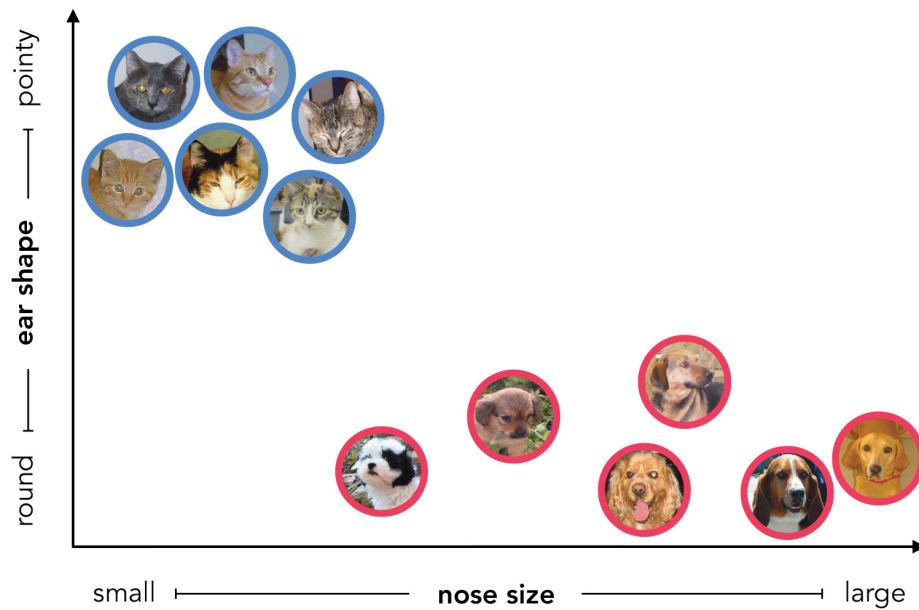 pointy
ear shape
round
small
nose size
large